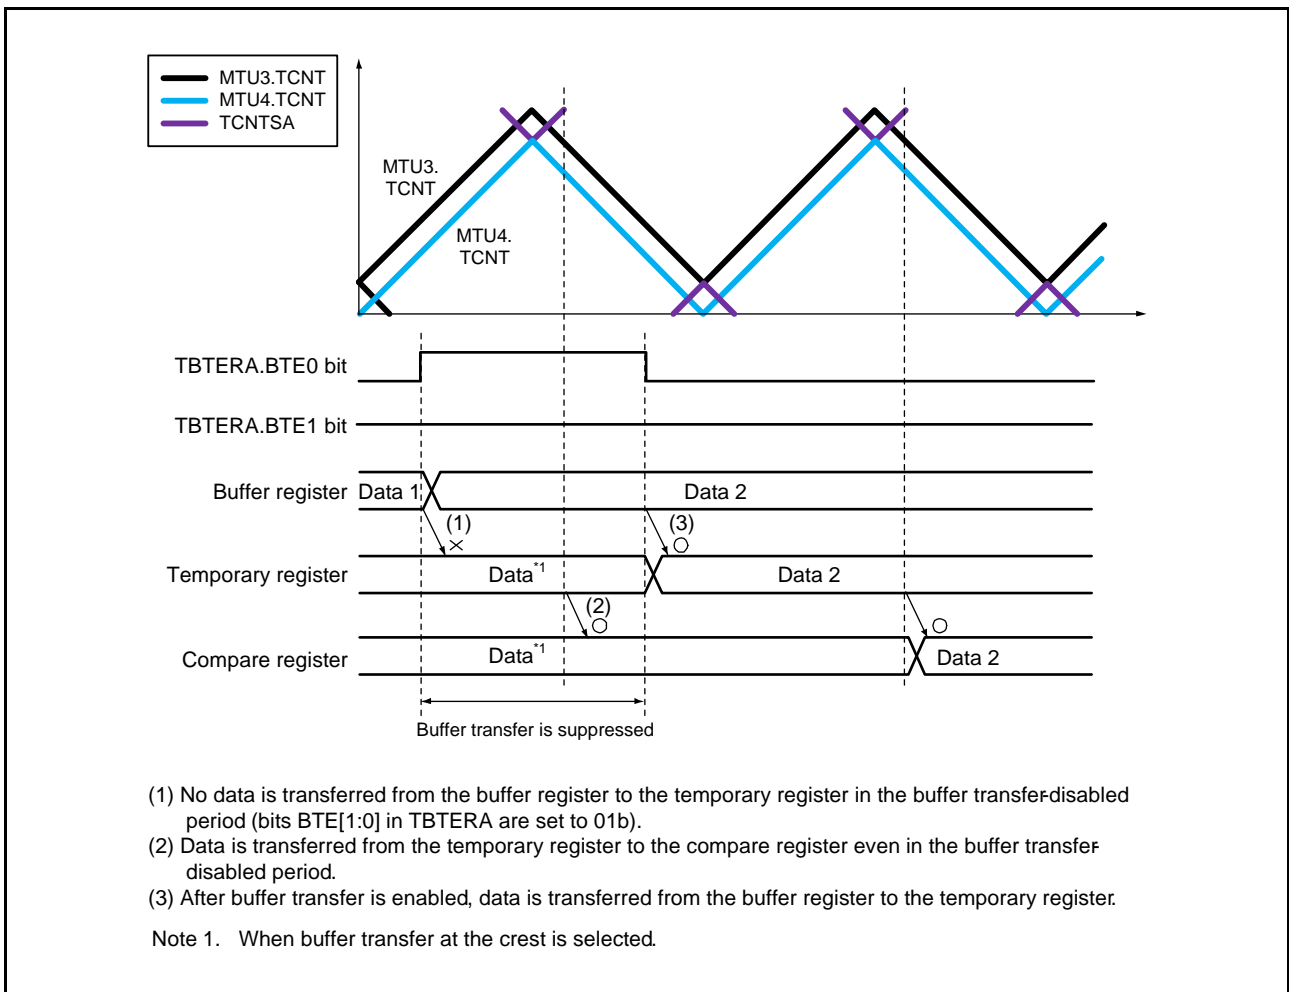 MTU3.TCNT
MTU4.TCNT
TCNTSA
MTU3.
TCNT
MTU4.
TCNT
TBTERA.BTE0 bit
TBTERA.BTE1 bit
Buffer register Data 1 Data 2
(1) (3)
Temporary register Data*1 Data 2
(2)
Compare register Data*1 Data 2
Buffer transfer is suppressed
(1) No data is transferred from the buffer register to the temporary register in the buffer transfer-disabled
period (bits BTE[1:0] in TBTERA are set to 01b).
(2) Data is transferred from the temporary register to the compare register even in the buffer transfer-
disabled period.
(3) After buffer transfer is enabled, data is transferred from the buffer register to the temporary register.
Note 1. When buffer transfer at the crest is selected.